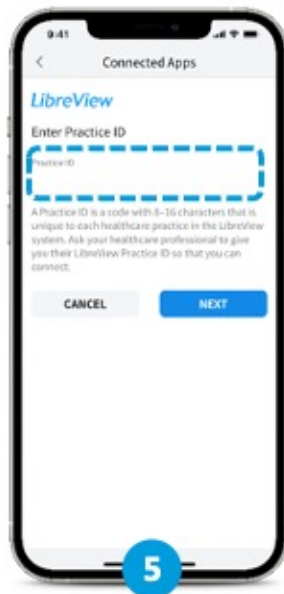 9:41
Connected Apps
LibreView
Enter Practice ID
Practice ID
A Practice ID is a code with 8–16 characters that is
unique to each healthcare practice in the LibreView
system. Ask your healthcare professional to give
you their LibreView Practice ID so that you can
connect.
CANCEL NEXT
5